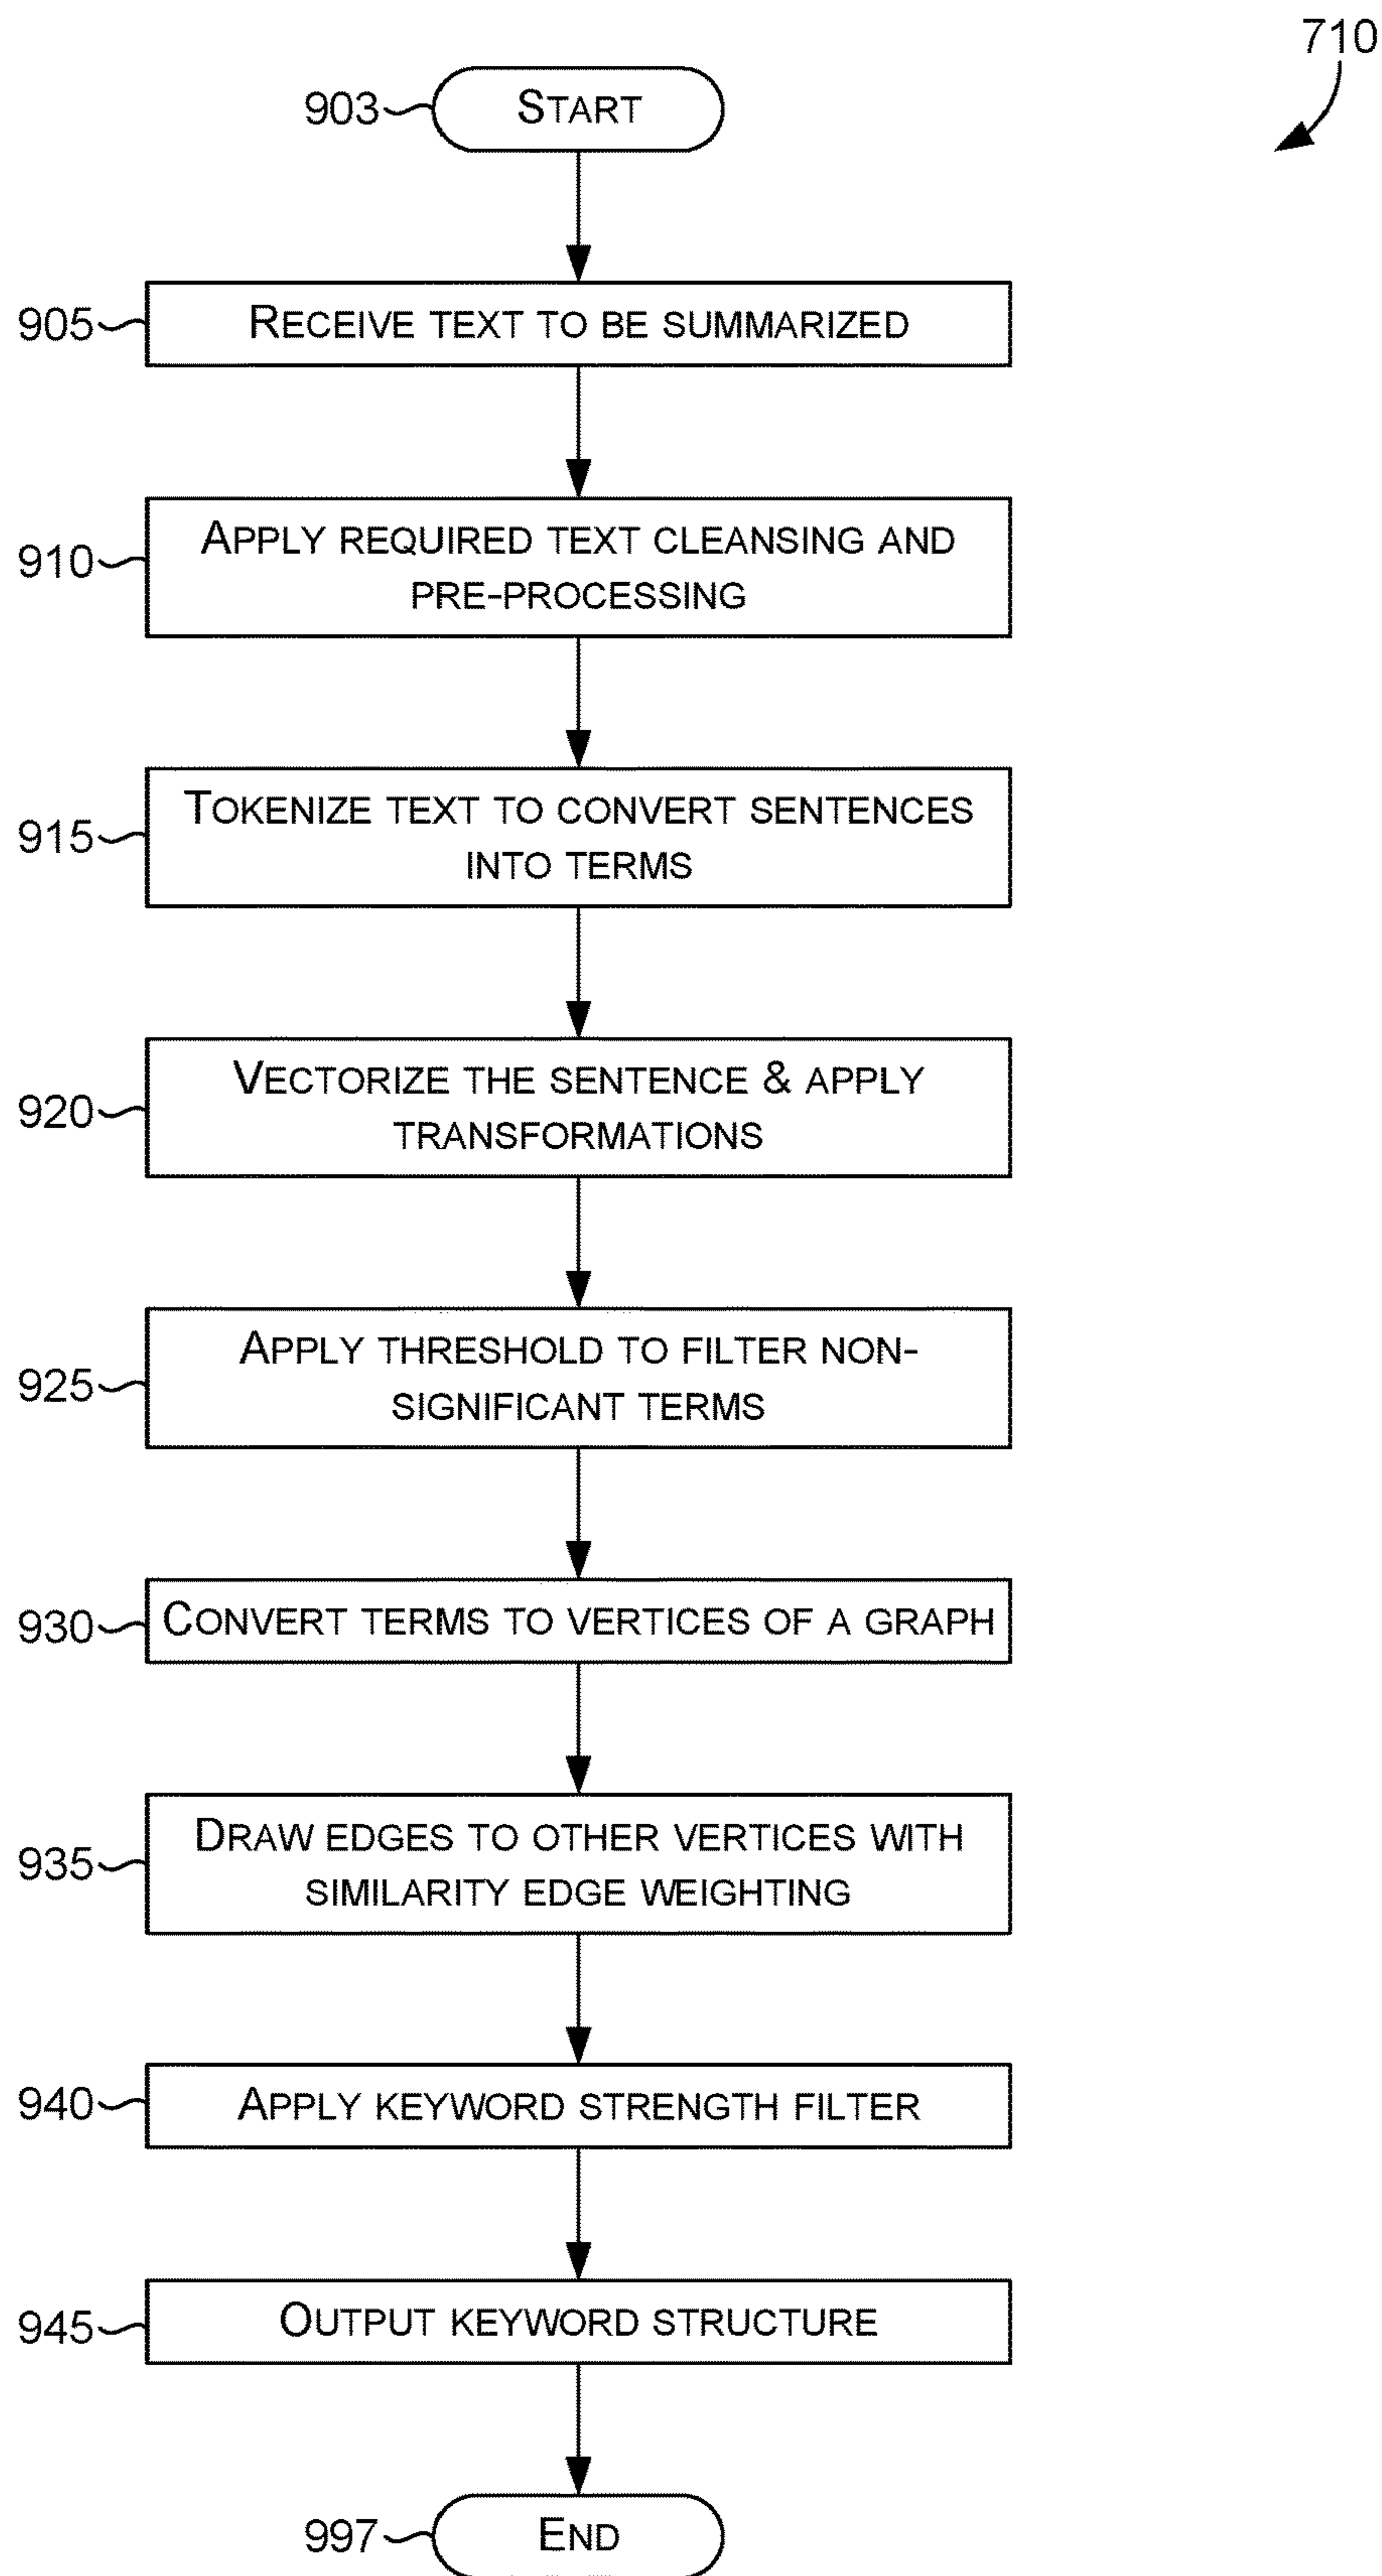 710
903 START
905 RECEIVE TEXT TO BE SUMMARIZED
910 APPLY REQUIRED TEXT CLEANSING AND
PRE-PROCESSING
915 TOKENIZE TEXT TO CONVERT SENTENCES
INTO TERMS
920 VECTORIZE THE SENTENCE & APPLY
TRANSFORMATIONS
925 APPLY THRESHOLD TO FILTER NON-
SIGNIFICANT TERMS
930 CONVERT TERMS TO VERTICES OF A GRAPH
935 DRAW EDGES TO OTHER VERTICES WITH
SIMILARITY EDGE WEIGHTING
940 APPLY KEYWORD STRENGTH FILTER
945 OUTPUT KEYWORD STRUCTURE
997 END